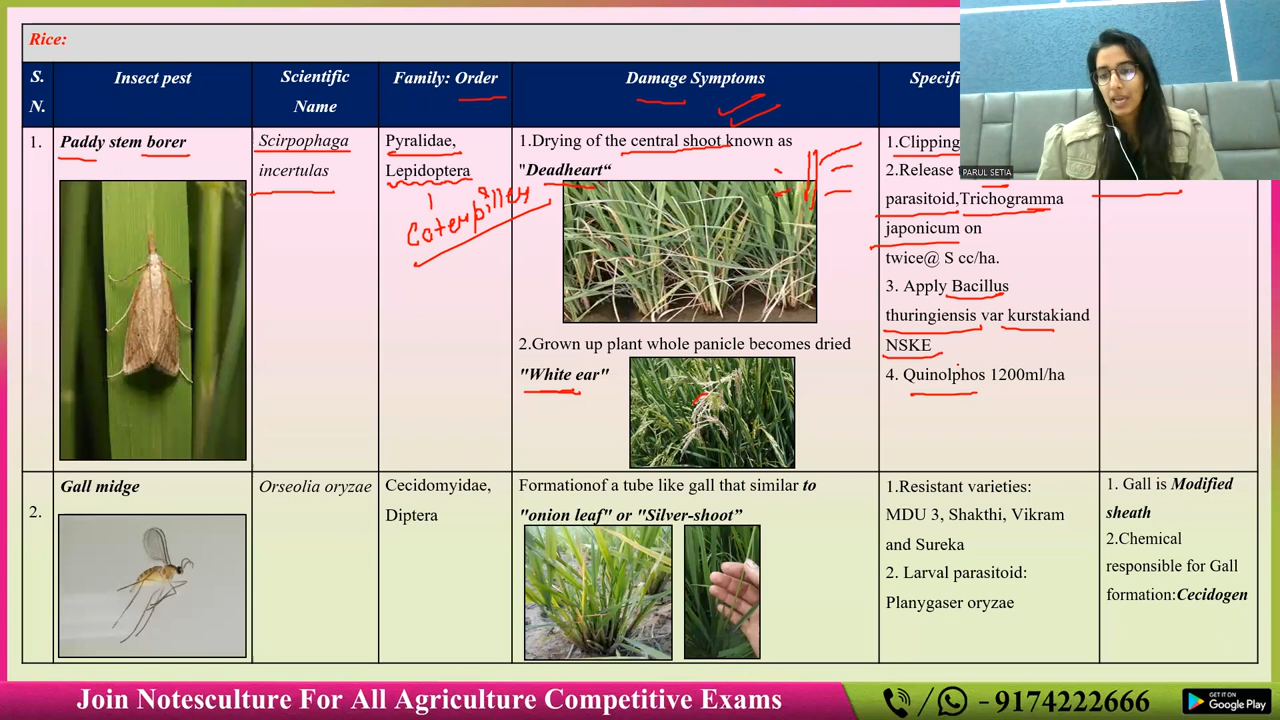 Rice:
S. N.
Insect pest
Scientific Name
Family: Order
Damage Symptoms
1.
Paddy stem borer
Scirpophaga
incertulas
Pyralidae,
Lepidoptera
Caterpiller
1.Drying of the central shoot known as
"Deadheart“
2.Grown up plant whole panicle becomes dried
"White ear"
1.Clipping
2.Release
parasitoid,Trichogramma
japonicum on
twice@ S cc/ha.
3. Apply Bacillus
thuringiensis var kurstakiand
NSKE
4. Quinolphos 1200ml/ha
PARUL SETIA
2.
Gall midge
Orseolia oryzae
Cecidomyidae,
Diptera
Formationof a tube like gall that similar to
"onion leaf" or "Silver-shoot”
1.Resistant varieties:
MDU 3, Shakthi, Vikram
and Sureka
2. Larval parasitoid:
Planygaser oryzae
1. Gall is Modified
sheath
2.Chemical
responsible for Gall
formation:Cecidogen
Join Notesculture For All Agriculture Competitive Exams
/ - 9174222666
GET IT ON
Google Play